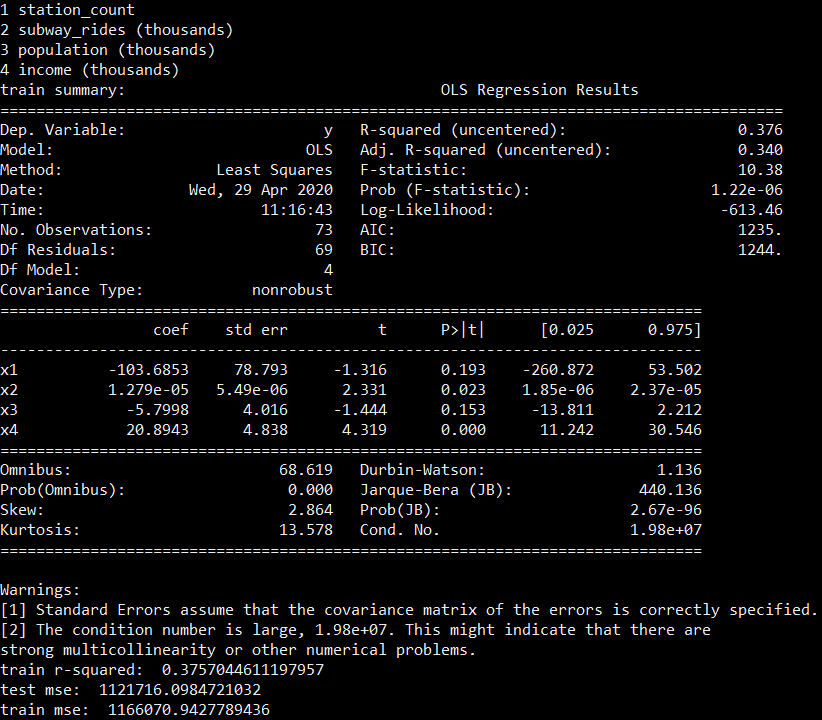 1 station_count
2 subway_rides (thousands)
3 population (thousands)
4 income (thousands)
train summary:                                   OLS Regression Results
=======================================================================================
Dep. Variable:                      y   R-squared (uncentered):                   0.376
Model:                            OLS   Adj. R-squared (uncentered):              0.340
Method:                 Least Squares   F-statistic:                              10.38
Date:                Wed, 29 Apr 2020   Prob (F-statistic):                    1.22e-06
Time:                        11:16:43   Log-Likelihood:                         -613.46
No. Observations:                  73   AIC:                                      1235.
Df Residuals:                      69   BIC:                                      1244.
Df Model:                           4
Covariance Type:            nonrobust
==============================================================================
                 coef    std err          t      P>|t|      [0.025      0.975]
------------------------------------------------------------------------------
x1          -103.6853     78.793     -1.316      0.193    -260.872      53.502
x2          1.279e-05   5.49e-06      2.331      0.023    1.85e-06    2.37e-05
x3            -5.7998      4.016     -1.444      0.153     -13.811       2.212
x4            20.8943      4.838      4.319      0.000      11.242      30.546
==============================================================================
Omnibus:                       68.619   Durbin-Watson:                   1.136
Prob(Omnibus):                  0.000   Jarque-Bera (JB):              440.136
Skew:                           2.864   Prob(JB):                     2.67e-96
Kurtosis:                      13.578   Cond. No.                     1.98e+07
==============================================================================

Warnings:
[1] Standard Errors assume that the covariance matrix of the errors is correctly specified.
[2] The condition number is large, 1.98e+07. This might indicate that there are
strong multicollinearity or other numerical problems.
train r-squared:  0.3757044611197957
test mse:  1121716.0984721032
train mse:  1166070.9427789436